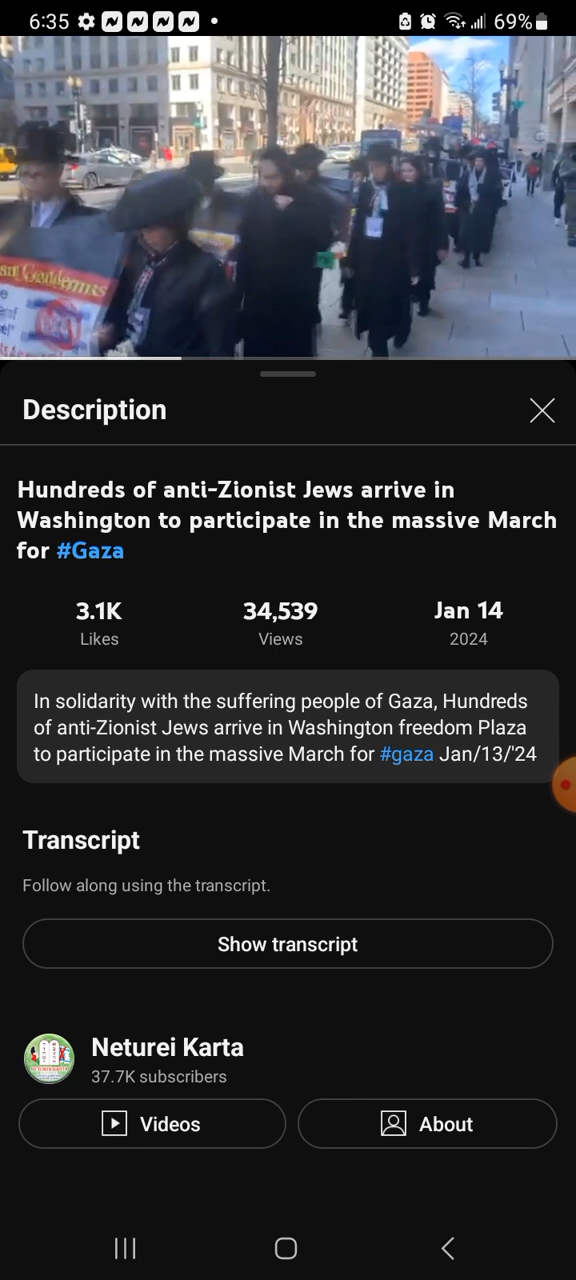 6:35
69%
Description
Hundreds of anti-Zionist Jews arrive in
Washington to participate in the massive March
for #Gaza
3.1K
34,539
Jan 14
Likes
Views
2024
In solidarity with the suffering people of Gaza, Hundreds
of anti-Zionist Jews arrive in Washington freedom Plaza
to participate in the massive March for #gaza Jan/13/'24
Transcript
Follow along using the transcript.
Show transcript
Neturei Karta
37.7K subscribers
Videos
About